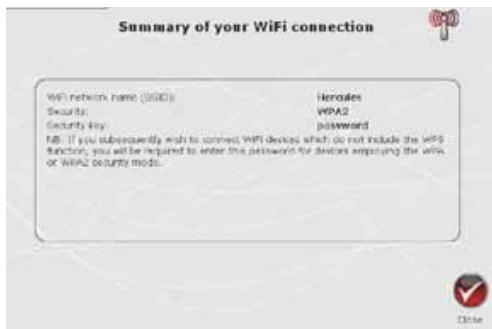 Summary of your WiFi connection
WiFi network name (SSID): Hercules
Security: WPA2
Security key: password
NB: If you subsequently wish to connect WiFi devices which do not include the WPS
function, you will be required to enter this password for devices employing the WPA
or WPA2 security mode.
Close